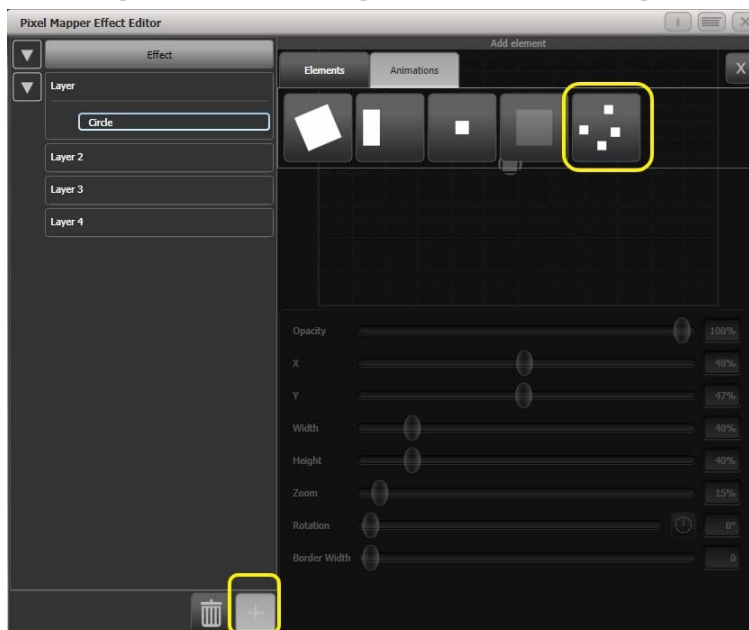 Pixel Mapper Effect Editor
i
X
Effect
Add element
Layer
Elements
Animations
X
Circle
Layer 2
Layer 3
Layer 4
Opacity
100%
X
48%
Y
47%
Width
40%
Height
40%
Zoom
15%
Rotation
0°
Border Width
0
+